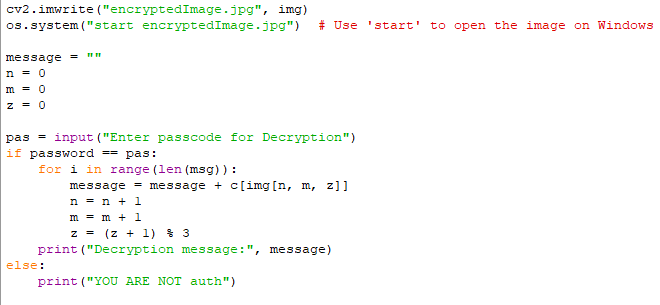 cv2.imwrite("encryptedImage.jpg", img)
os.system("start encryptedImage.jpg")  # Use 'start' to open the image on Windows

message = ""
n = 0
m = 0
z = 0

pas = input("Enter passcode for Decryption")
if password == pas:
    for i in range(len(msg)):
        message = message + c[img[n, m, z]]
        n = n + 1
        m = m + 1
        z = (z + 1) % 3
    print("Decryption message:", message)
else:
    print("YOU ARE NOT auth")